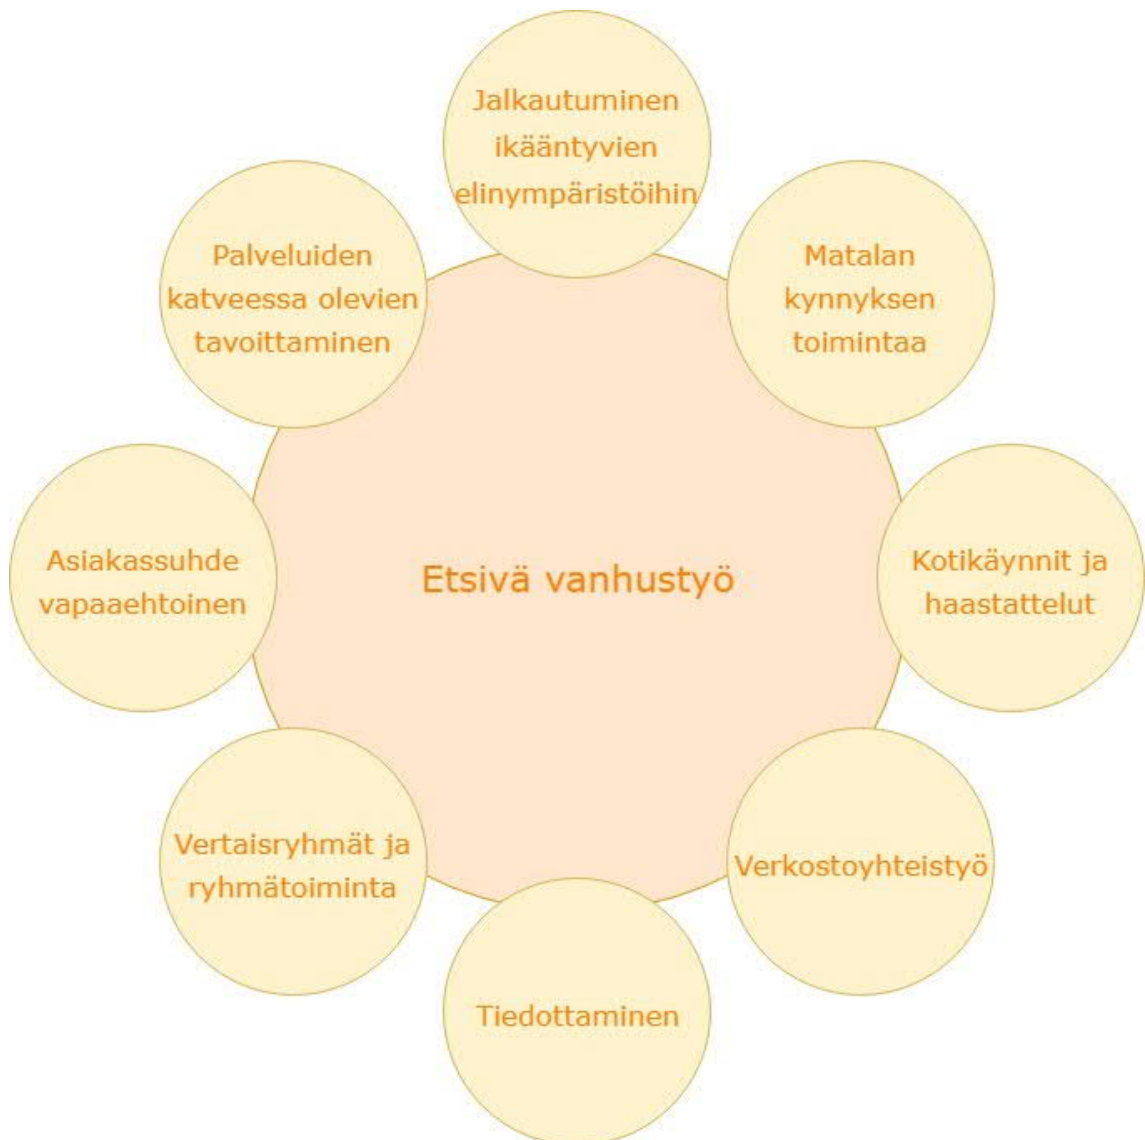 Jalkautuminen
ikääntyvien
elinympäristöihin
Matalan
kynnyksen
toimintaa
Kotikäynnit ja
haastattelut
Verkostoyhteistyö
Tiedottaminen
Vertaisryhmät ja
ryhmätoiminta
Asiakassuhde
vapaaehtoinen
Palveluiden
katveessa olevien
tavoittaminen
Etsivä vanhustyö